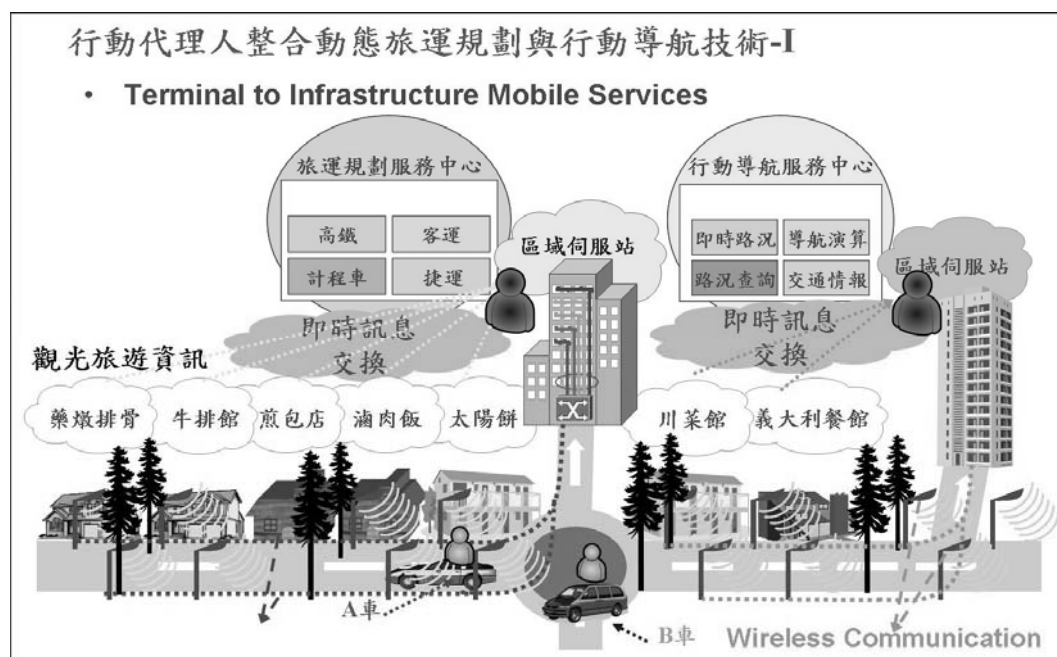 行動代理人整合動態旅運規劃與行動導航技術-I
• Terminal to Infrastructure Mobile Services
旅運規劃服務中心
高鐵 客運
計程車 捷運
即時訊息
交換
區域伺服站
行動導航服務中心
即時路況 導航演算
路況查詢 交通情報
即時訊息
交換
區域伺服站
觀光旅遊資訊
藥燉排骨 牛排館 煎包店 滷肉飯 太陽餅 川菜館 義大利餐館
A車
B車
Wireless Communication